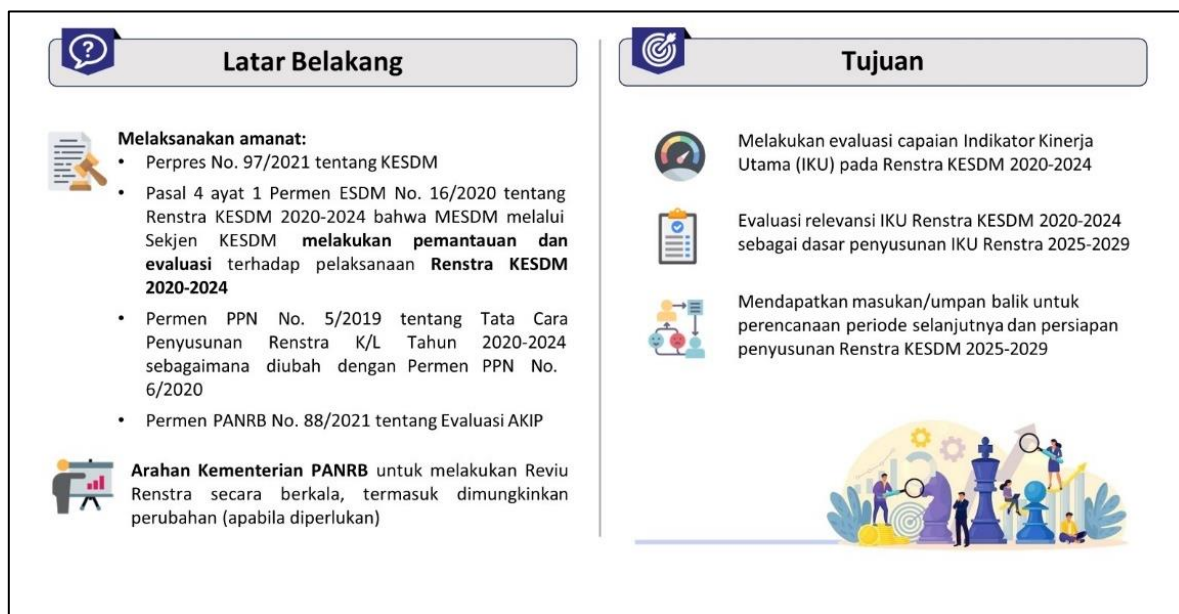 Latar Belakang
Melaksanakan amanat:
• Perpres No. 97/2021 tentang KESDM
• Pasal 4 ayat 1 Permen ESDM No. 16/2020 tentang
Renstra KESDM 2020-2024 bahwa MESDM melalui
Sekjen KESDM melakukan pemantauan dan
evaluasi terhadap pelaksanaan Renstra KESDM
2020-2024
• Permen PPN No. 5/2019 tentang Tata Cara
Penyusunan Renstra K/L Tahun 2020-2024
sebagaimana diubah dengan Permen PPN No.
6/2020
• Permen PANRB No. 88/2021 tentang Evaluasi AKIP
Arahan Kementerian PANRB untuk melakukan Reviu
Renstra secara berkala, termasuk dimungkinkan
perubahan (apabila diperlukan)
Tujuan
Melakukan evaluasi capaian Indikator Kinerja
Utama (IKU) pada Renstra KESDM 2020-2024
Evaluasi relevansi IKU Renstra KESDM 2020-2024
sebagai dasar penyusunan IKU Renstra 2025-2029
Mendapatkan masukan/umpan balik untuk
perencanaan periode selanjutnya dan persiapan
penyusunan Renstra KESDM 2025-2029